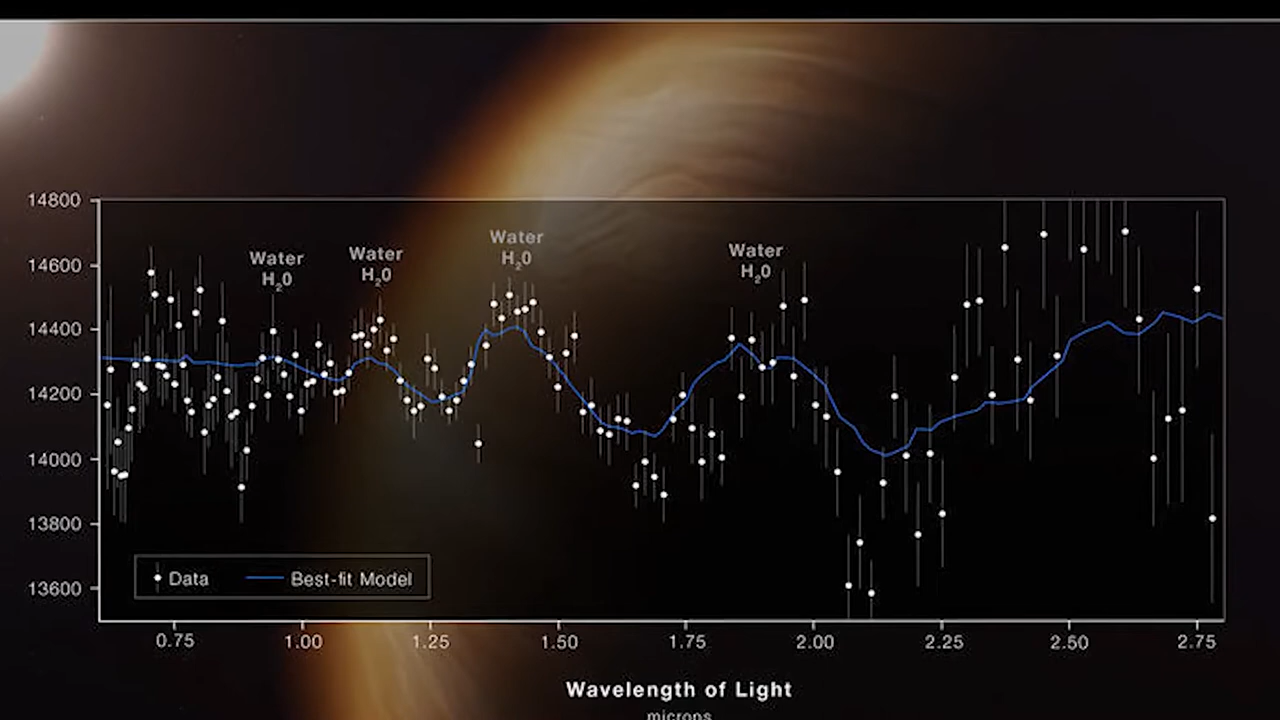 14800
14600
14400
14200
14000
13800
13600
Water
H₂0
Water
H₂0
Water
H₂0
Water
H₂0
Data
Best-fit Model
0.75 1.00 1.25 1.50 1.75 2.00 2.25 2.50 2.75
Wavelength of Light
microns